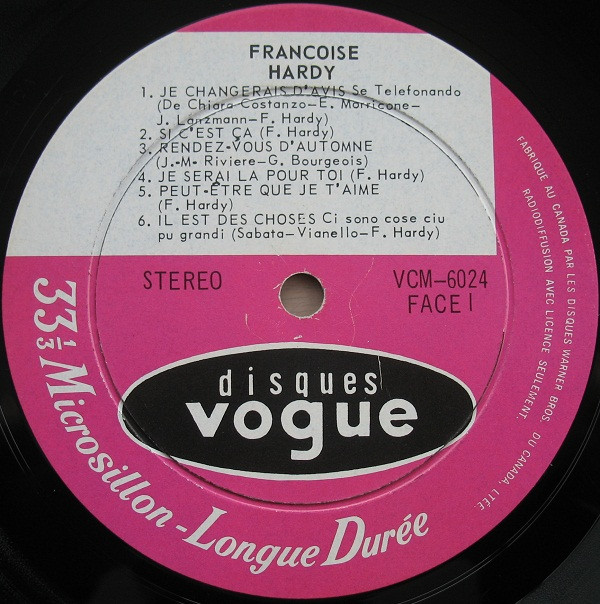 FRANCOISE
HARDY
1. JE CHANGERAIS D'AVIS Se Telefonando
(De Chiara Costanzo-E. Morricone-
J. Lanzmann-F. Hardy)
2. SI C'EST ÇA (F. Hardy)
3. RENDEZ-VOUS D'AUTOMNE
(J.-M. Riviere-G. Bourgeois)
4. JE SERAI LA POUR TOI (F. Hardy)
5. PEUT-ÊTRE QUE JE T'AIME
(F. Hardy)
6. IL EST DES CHOSES Ci sono cose ciu
pu grandi (Sabata-Vianello-F. Hardy)
STEREO
VCM-6024
FACE I
disques
vogue
33 1/3 Microsillon-Longue Durée
FABRIQUE AU CANADA PAR LES DISQUES WARNER BROS. DU CANADA, LTÉE.
RADIODIFFUSION AVEC LICENCE SEULEMENT.